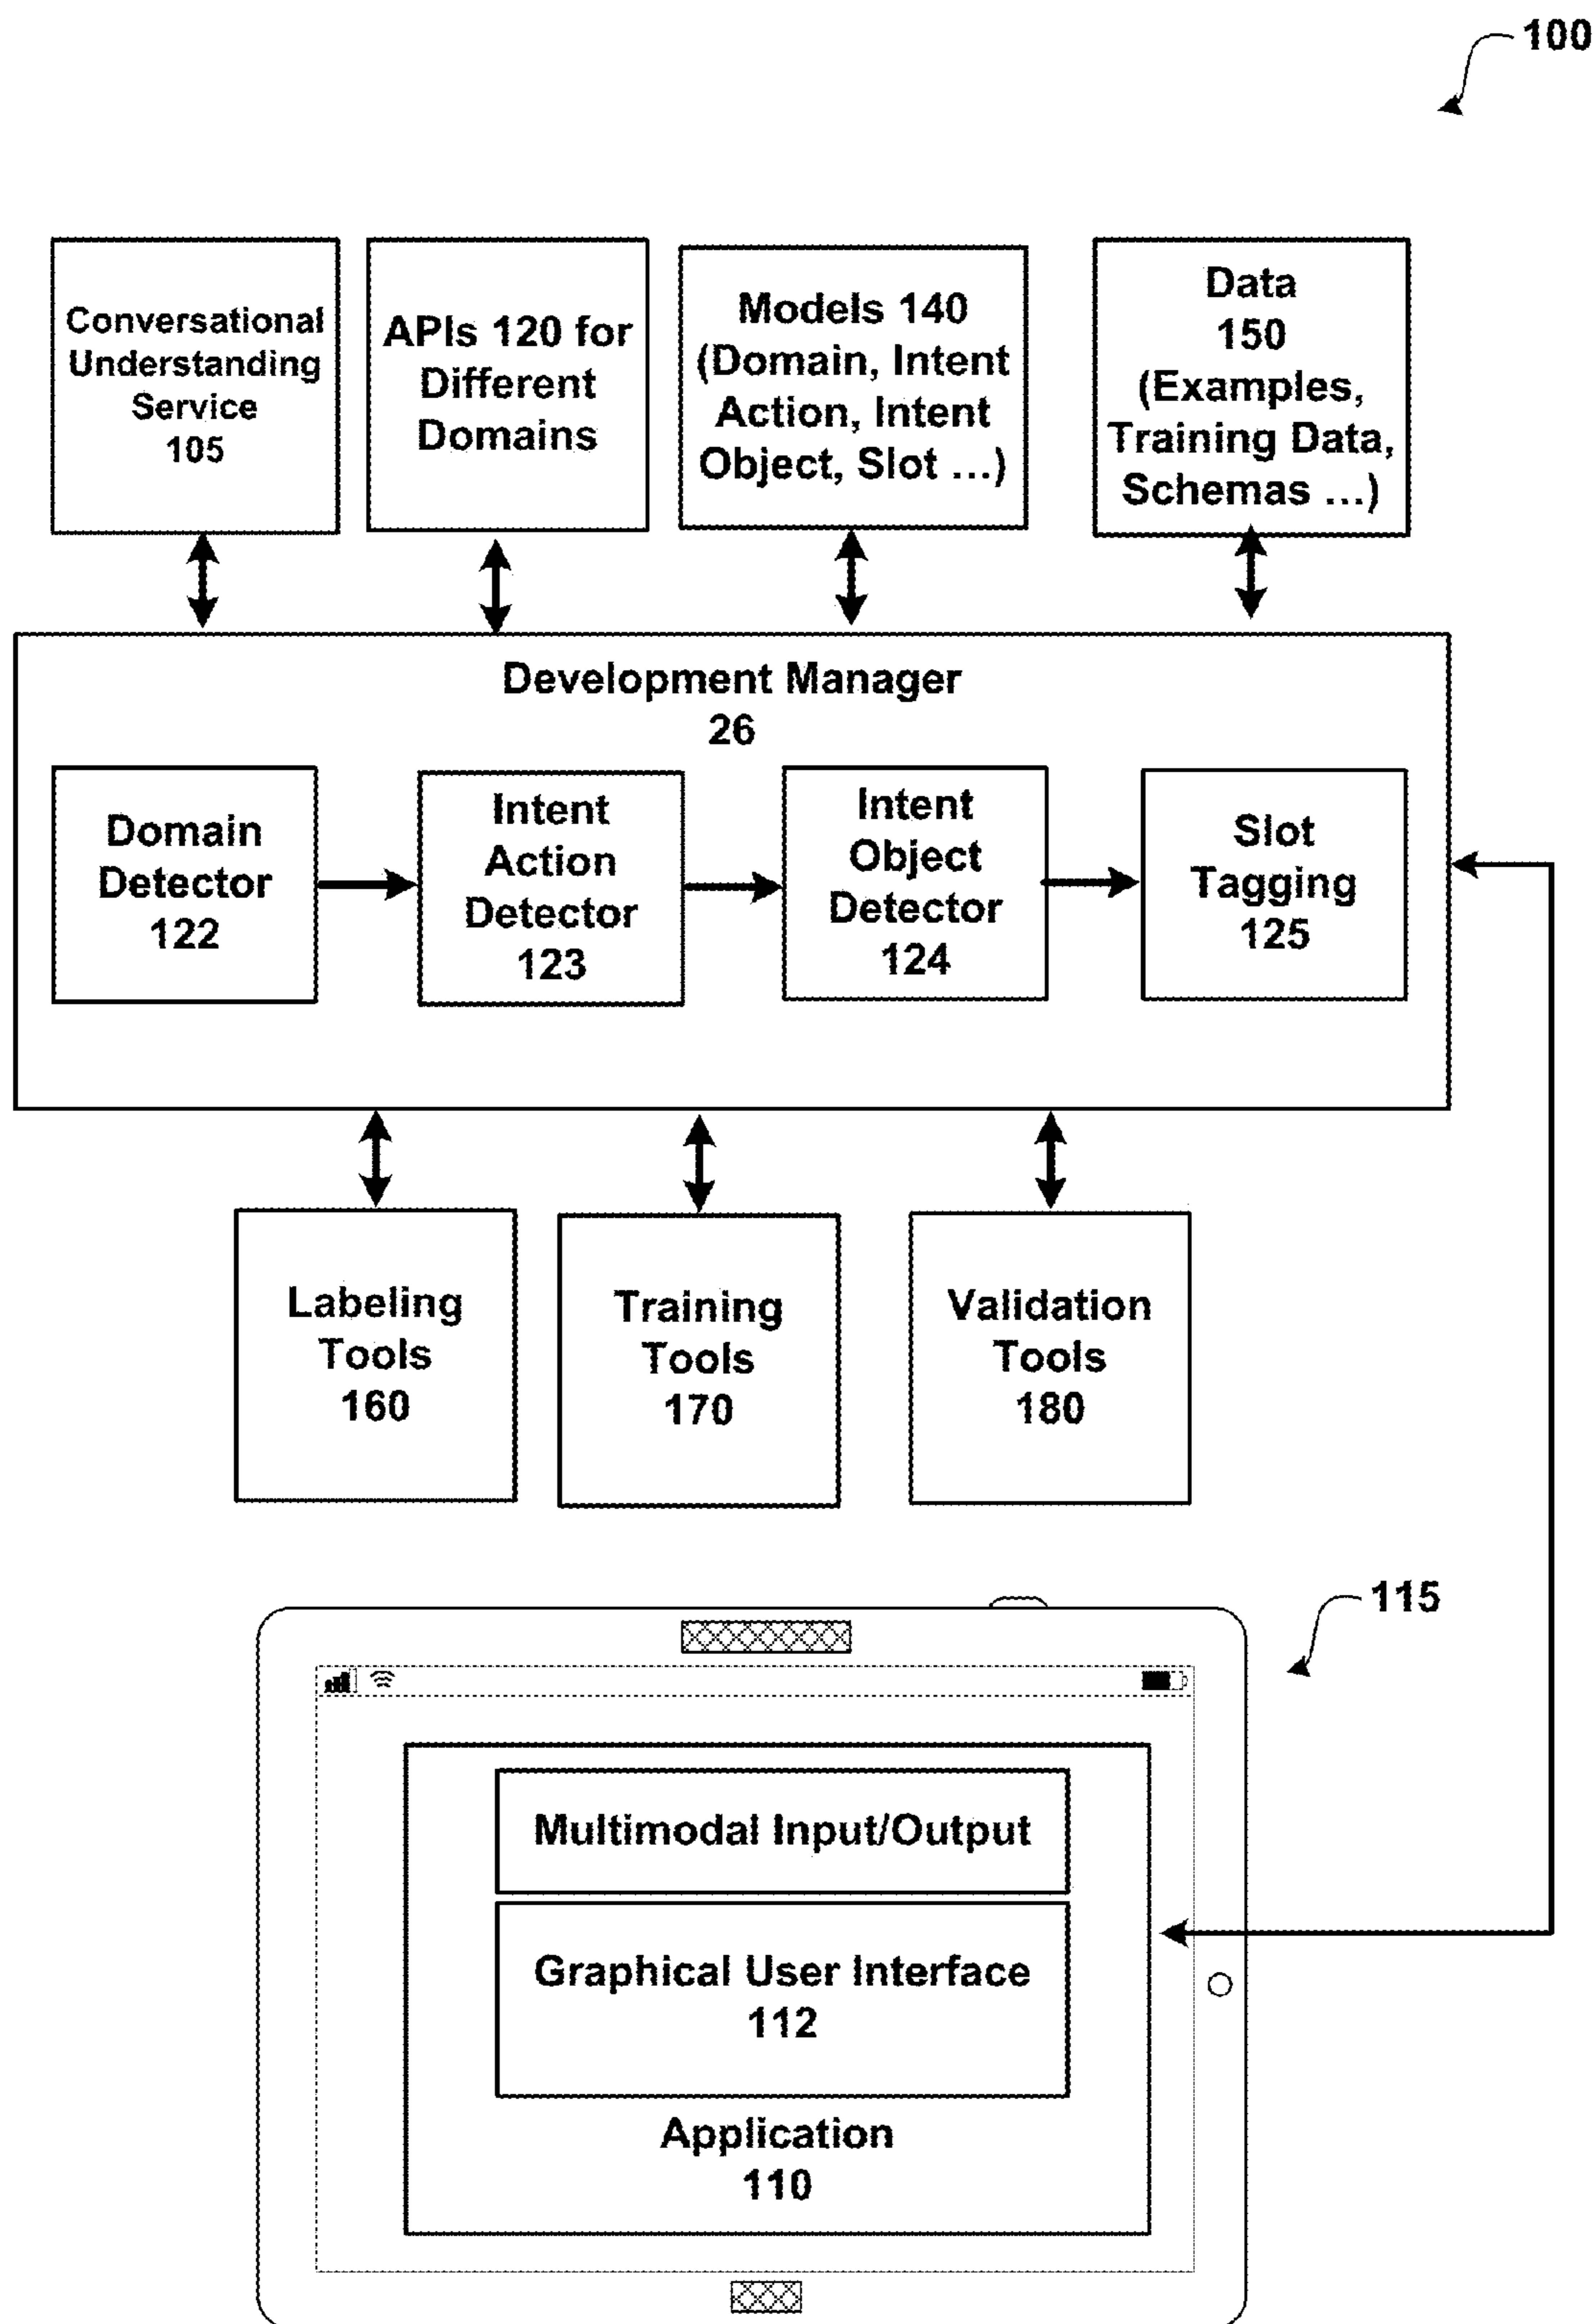 100
Conversational
Understanding
Service
105
APIs 120 for
Different
Domains
Models 140
(Domain, Intent
Action, Intent
Object, Slot ...)
Data
150
(Examples,
Training Data,
Schemas ...)
Development Manager
26
Domain
Detector
122
Intent
Action
Detector
123
Intent
Object
Detector
124
Slot
Tagging
125
Labeling
Tools
160
Training
Tools
170
Validation
Tools
180
115
Multimodal Input/Output
Graphical User Interface
112
Application
110